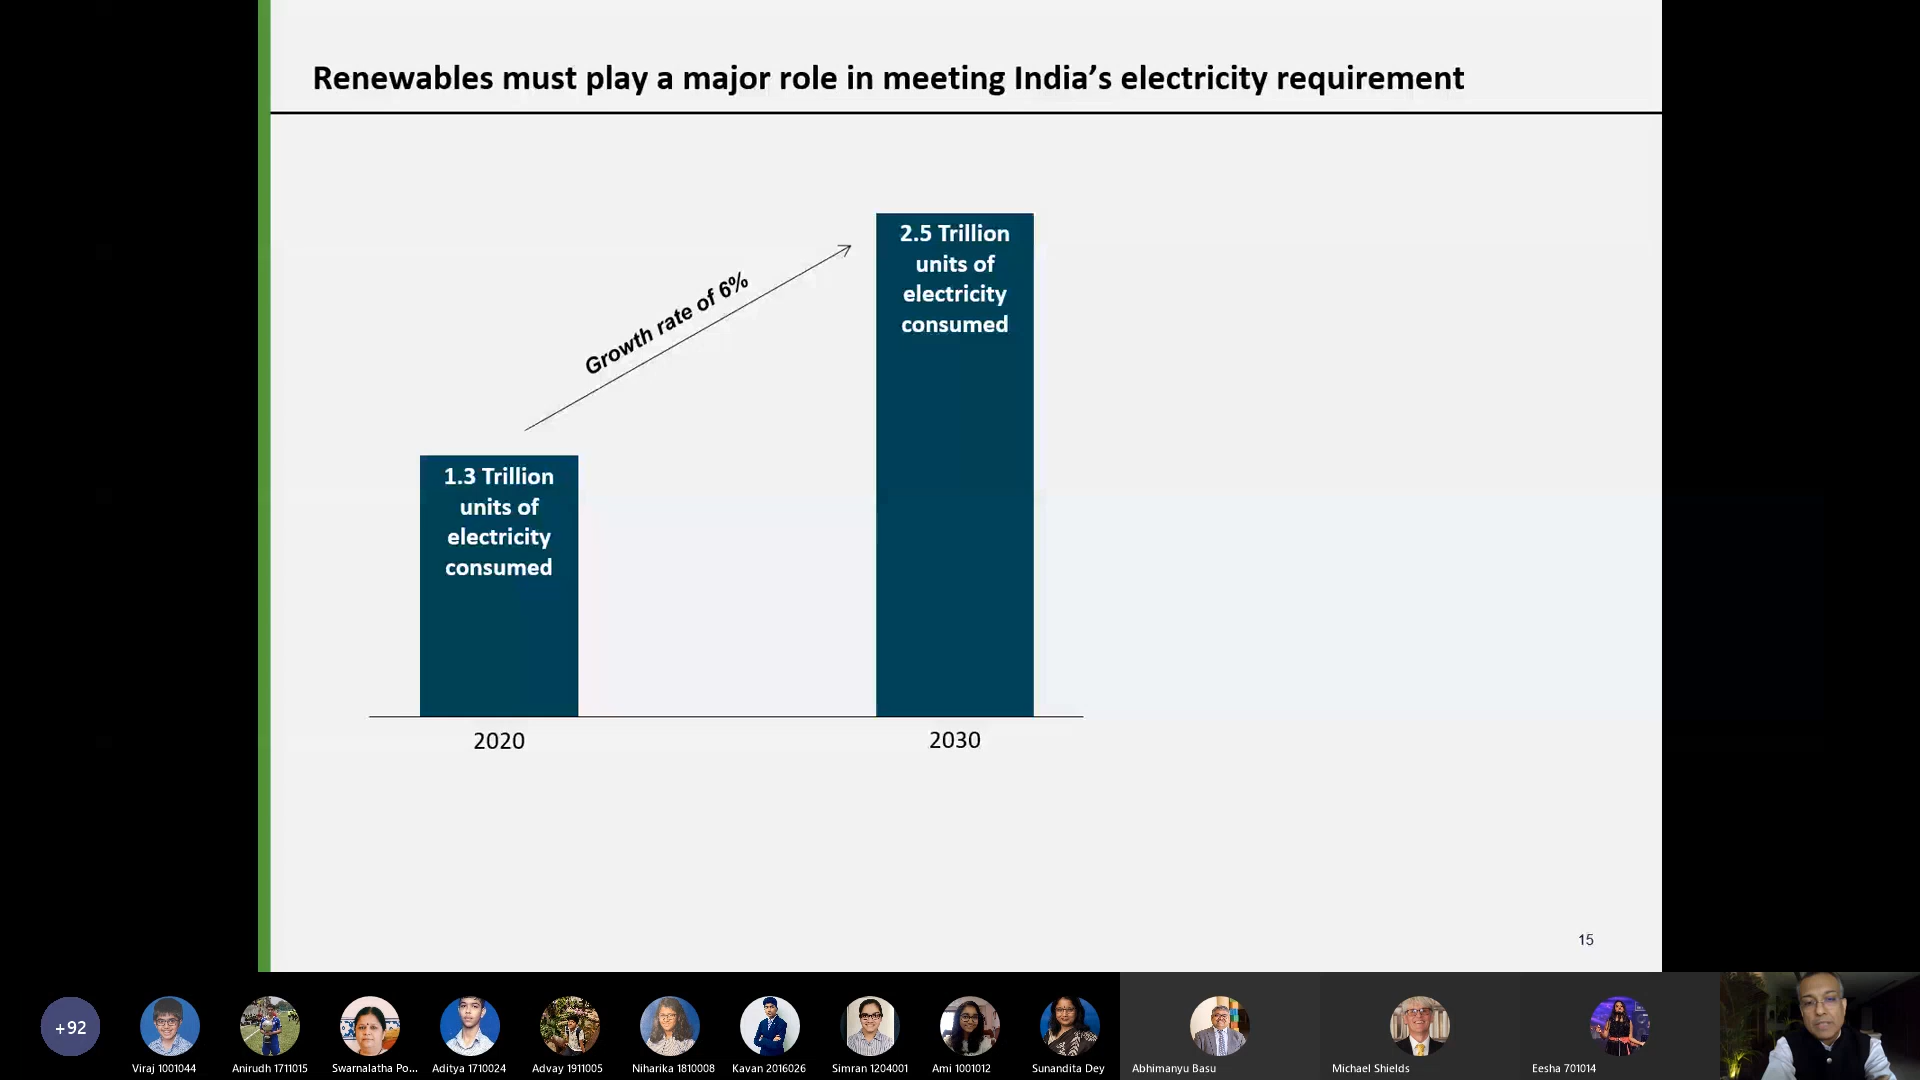 Renewables must play a major role in meeting India’s electricity requirement
Growth rate of 6%
1.3 Trillion
units of
electricity
consumed
2.5 Trillion
units of
electricity
consumed
2020
2030
15
+92
Viraj 1001044
Anirudh 1711015
Swarnalatha Po...
Aditya 1710024
Advay 1911005
Niharika 1810008
Kavan 2016026
Simran 1204001
Ami 1001012
Sunandita Dey
Abhimanyu Basu
Michael Shields
Eesha 701014